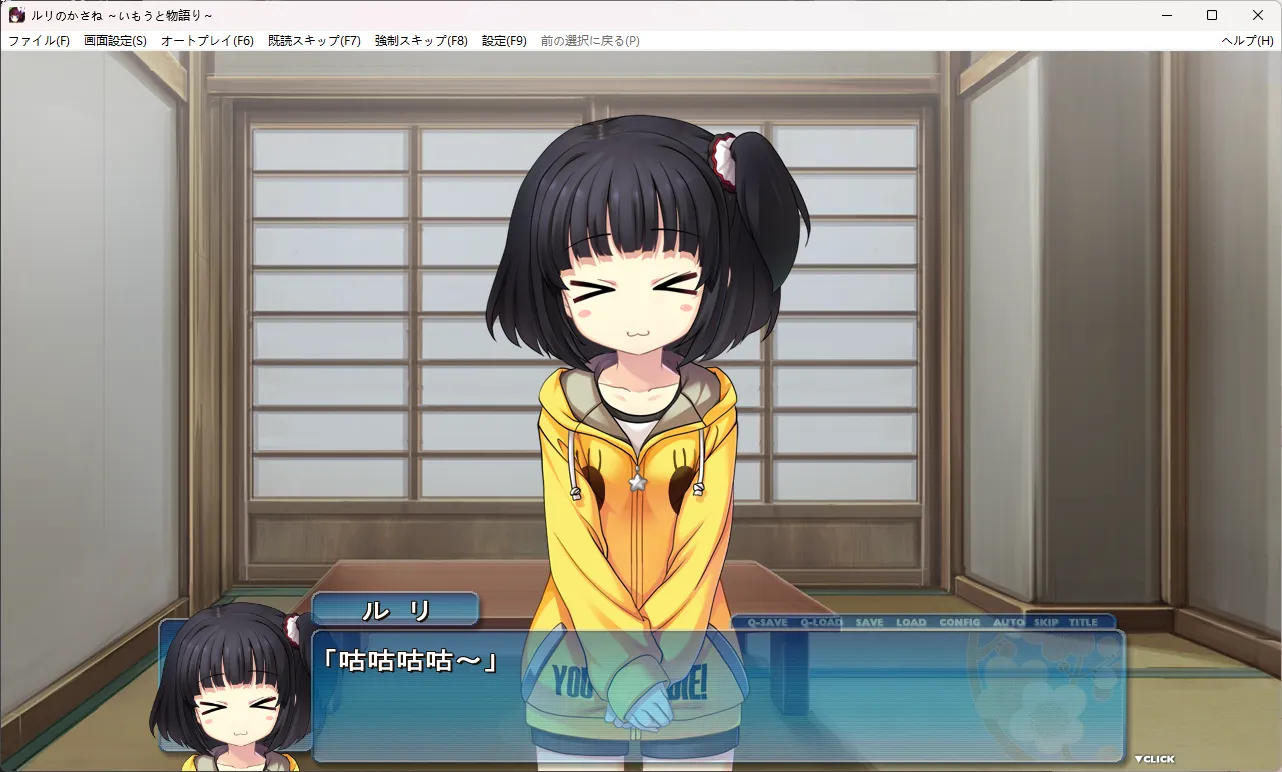 ルリのかさね ～いもうと物語り～
ファイル(F) 画面設定(S) オートプレイ(F6) 既読スキップ(F7) 強制スキップ(F8) 設定(F9) 前の選択に戻る(P) ヘルプ(H)
ルリ
Q-SAVE Q-LOAD SAVE LOAD CONFIG AUTO SKIP TITLE
「咕咕咕咕～」
YOU DIE!
▼CLICK